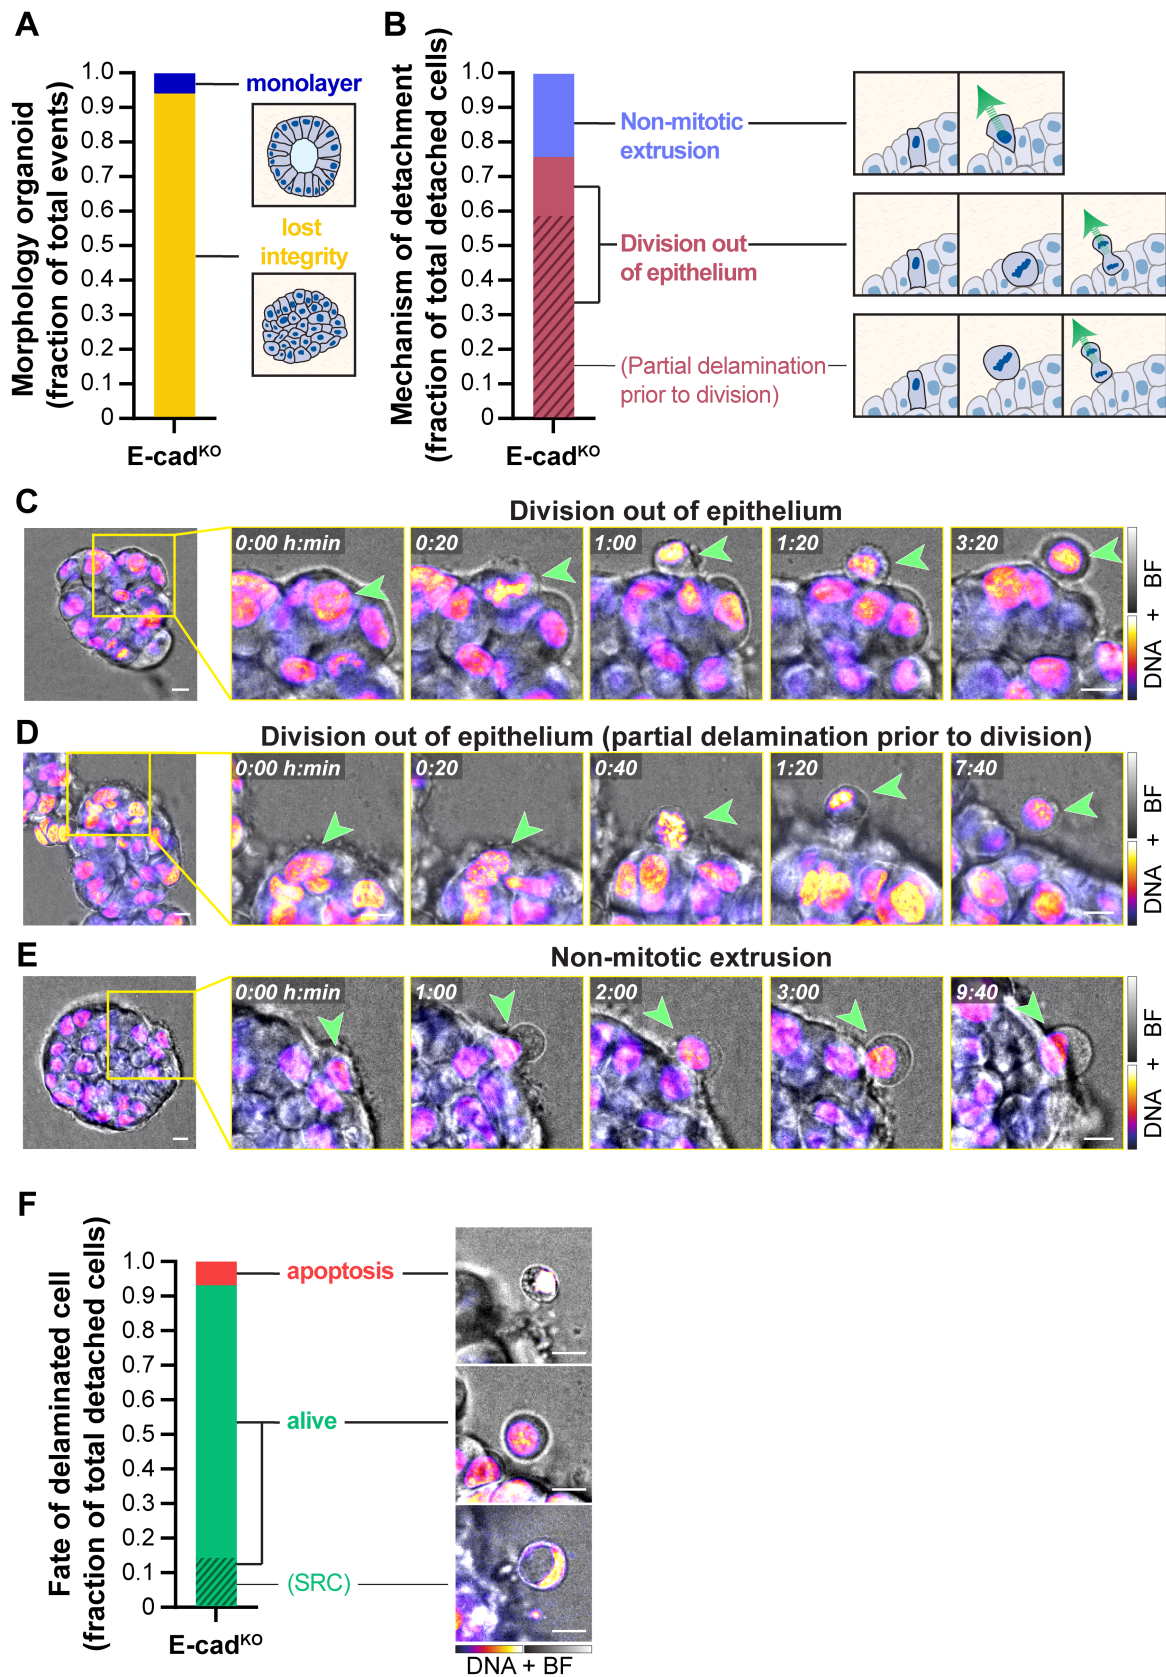 A
Morphology organoid
(fraction of total events)
1.0
0.9
0.8
0.7
0.6
0.5
0.4
0.3
0.2
0.1
0
E-cadKO
monolayer
lost
integrity
B
Mechanism of detachment
(fraction of total detached cells)
1.0
0.9
0.8
0.7
0.6
0.5
0.4
0.3
0.2
0.1
0
E-cadKO
Non-mitotic
extrusion
Division out
of epithelium
(Partial delamination
prior to division)
C
Division out of epithelium
0:00 h:min
0:20
1:00
1:20
3:20
DNA + BF
D
Division out of epithelium (partial delamination prior to division)
0:00 h:min
0:20
0:40
1:20
7:40
DNA + BF
E
Non-mitotic extrusion
0:00 h:min
1:00
2:00
3:00
9:40
DNA + BF
F
Fate of delaminated cell
(fraction of total detached cells)
1.0
0.9
0.8
0.7
0.6
0.5
0.4
0.3
0.2
0.1
0
E-cadKO
apoptosis
alive
(SRC)
DNA + BF